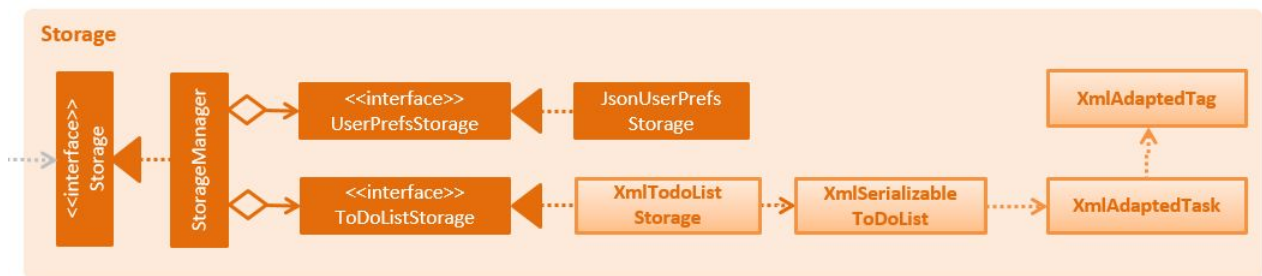 Storage
<<interface>>
Storage
StorageManager
<<interface>>
UserPrefsStorage
JsonUserPrefs
Storage
XmlAdaptedTag
<<interface>>
ToDoListStorage
XmlTodoList
Storage
XmlSerializable
ToDoList
XmlAdaptedTask